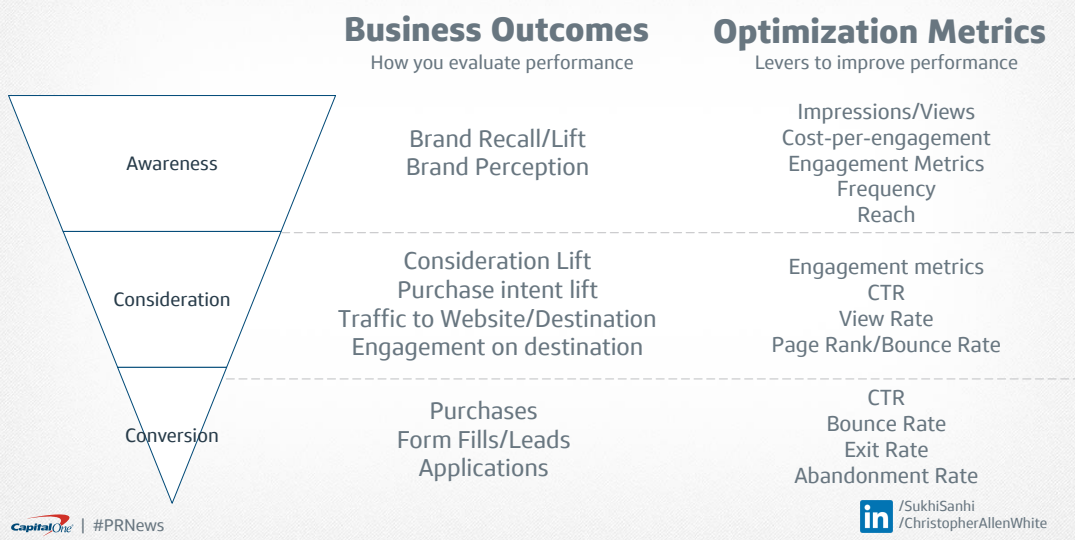 Business Outcomes
How you evaluate performance
Optimization Metrics
Levers to improve performance
Awareness
Brand Recall/Lift
Brand Perception
Impressions/Views
Cost-per-engagement
Engagement Metrics
Frequency
Reach
Consideration
Consideration Lift
Purchase intent lift
Traffic to Website/Destination
Engagement on destination
Engagement metrics
CTR
View Rate
Page Rank/Bounce Rate
Conversion
Purchases
Form Fills/Leads
Applications
CTR
Bounce Rate
Exit Rate
Abandonment Rate
CapitalOne | #PRNews
in
/SukhiSanhi
/ChristopherAllenWhite